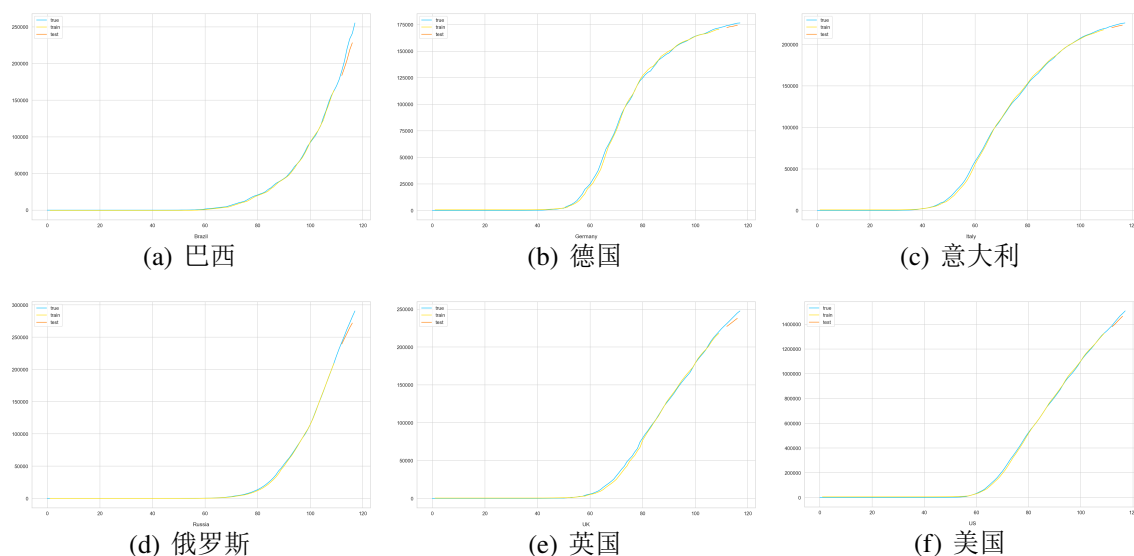 true
train
test
250000
200000
150000
100000
50000
0
0 20 40 60 80 100 120
Brazil
(a) 巴西
true
train
test
175000
150000
125000
100000
75000
50000
25000
0
0 20 40 60 80 100 120
Germany
(b) 德国
true
train
test
200000
150000
100000
50000
0
0 20 40 60 80 100 120
Italy
(c) 意大利
true
train
test
300000
250000
200000
150000
100000
50000
0
0 20 40 60 80 100 120
Russia
(d) 俄罗斯
true
train
test
250000
200000
150000
100000
50000
0
0 20 40 60 80 100 120
UK
(e) 英国
true
train
test
1400000
1200000
1000000
800000
600000
400000
200000
0
0 20 40 60 80 100 120
US
(f) 美国